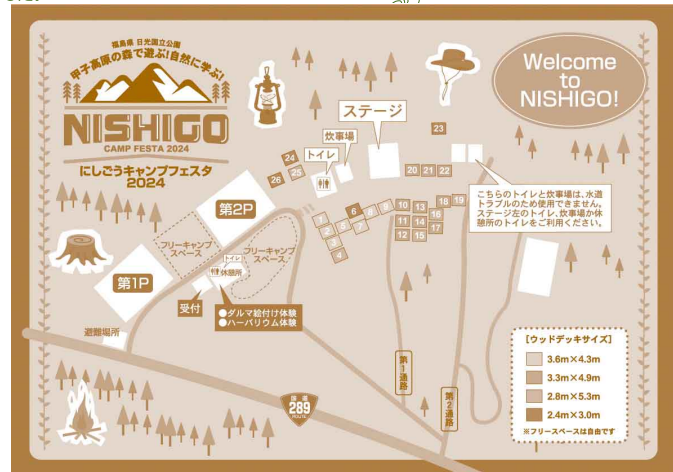 福島県 日光国立公園
甲子高原の森で遊ぶ!自然に学ぶ!
NISHIGO
CAMP FESTA 2024
にしごうキャンプフェスタ
2024
Welcome
to
NISHIGO!
ステージ
炊事場
トイレ
23
24
25
26
20 21 22
こちらのトイレと炊事場は、水道
トラブルのため使用できません。
ステージ左のトイレ、炊事場か休
憩所のトイレをご利用ください。
1
2
3
4
5
6
7
8
9
10 13
11 14
12 15
16
17
18 19
第2P
フリーキャンプ
スペース
フリーキャンプ
スペース
トイレ
休憩所
第1P
受付
●ダルマ絵付け体験
●ハーバリウム体験
避難場所
国道
289
ROUTE
第1通路
第2通路
[ウッドデッキサイズ]
3.6m×4.3m
3.3m×4.9m
2.8m×5.3m
2.4m×3.0m
※フリースペースは自由です